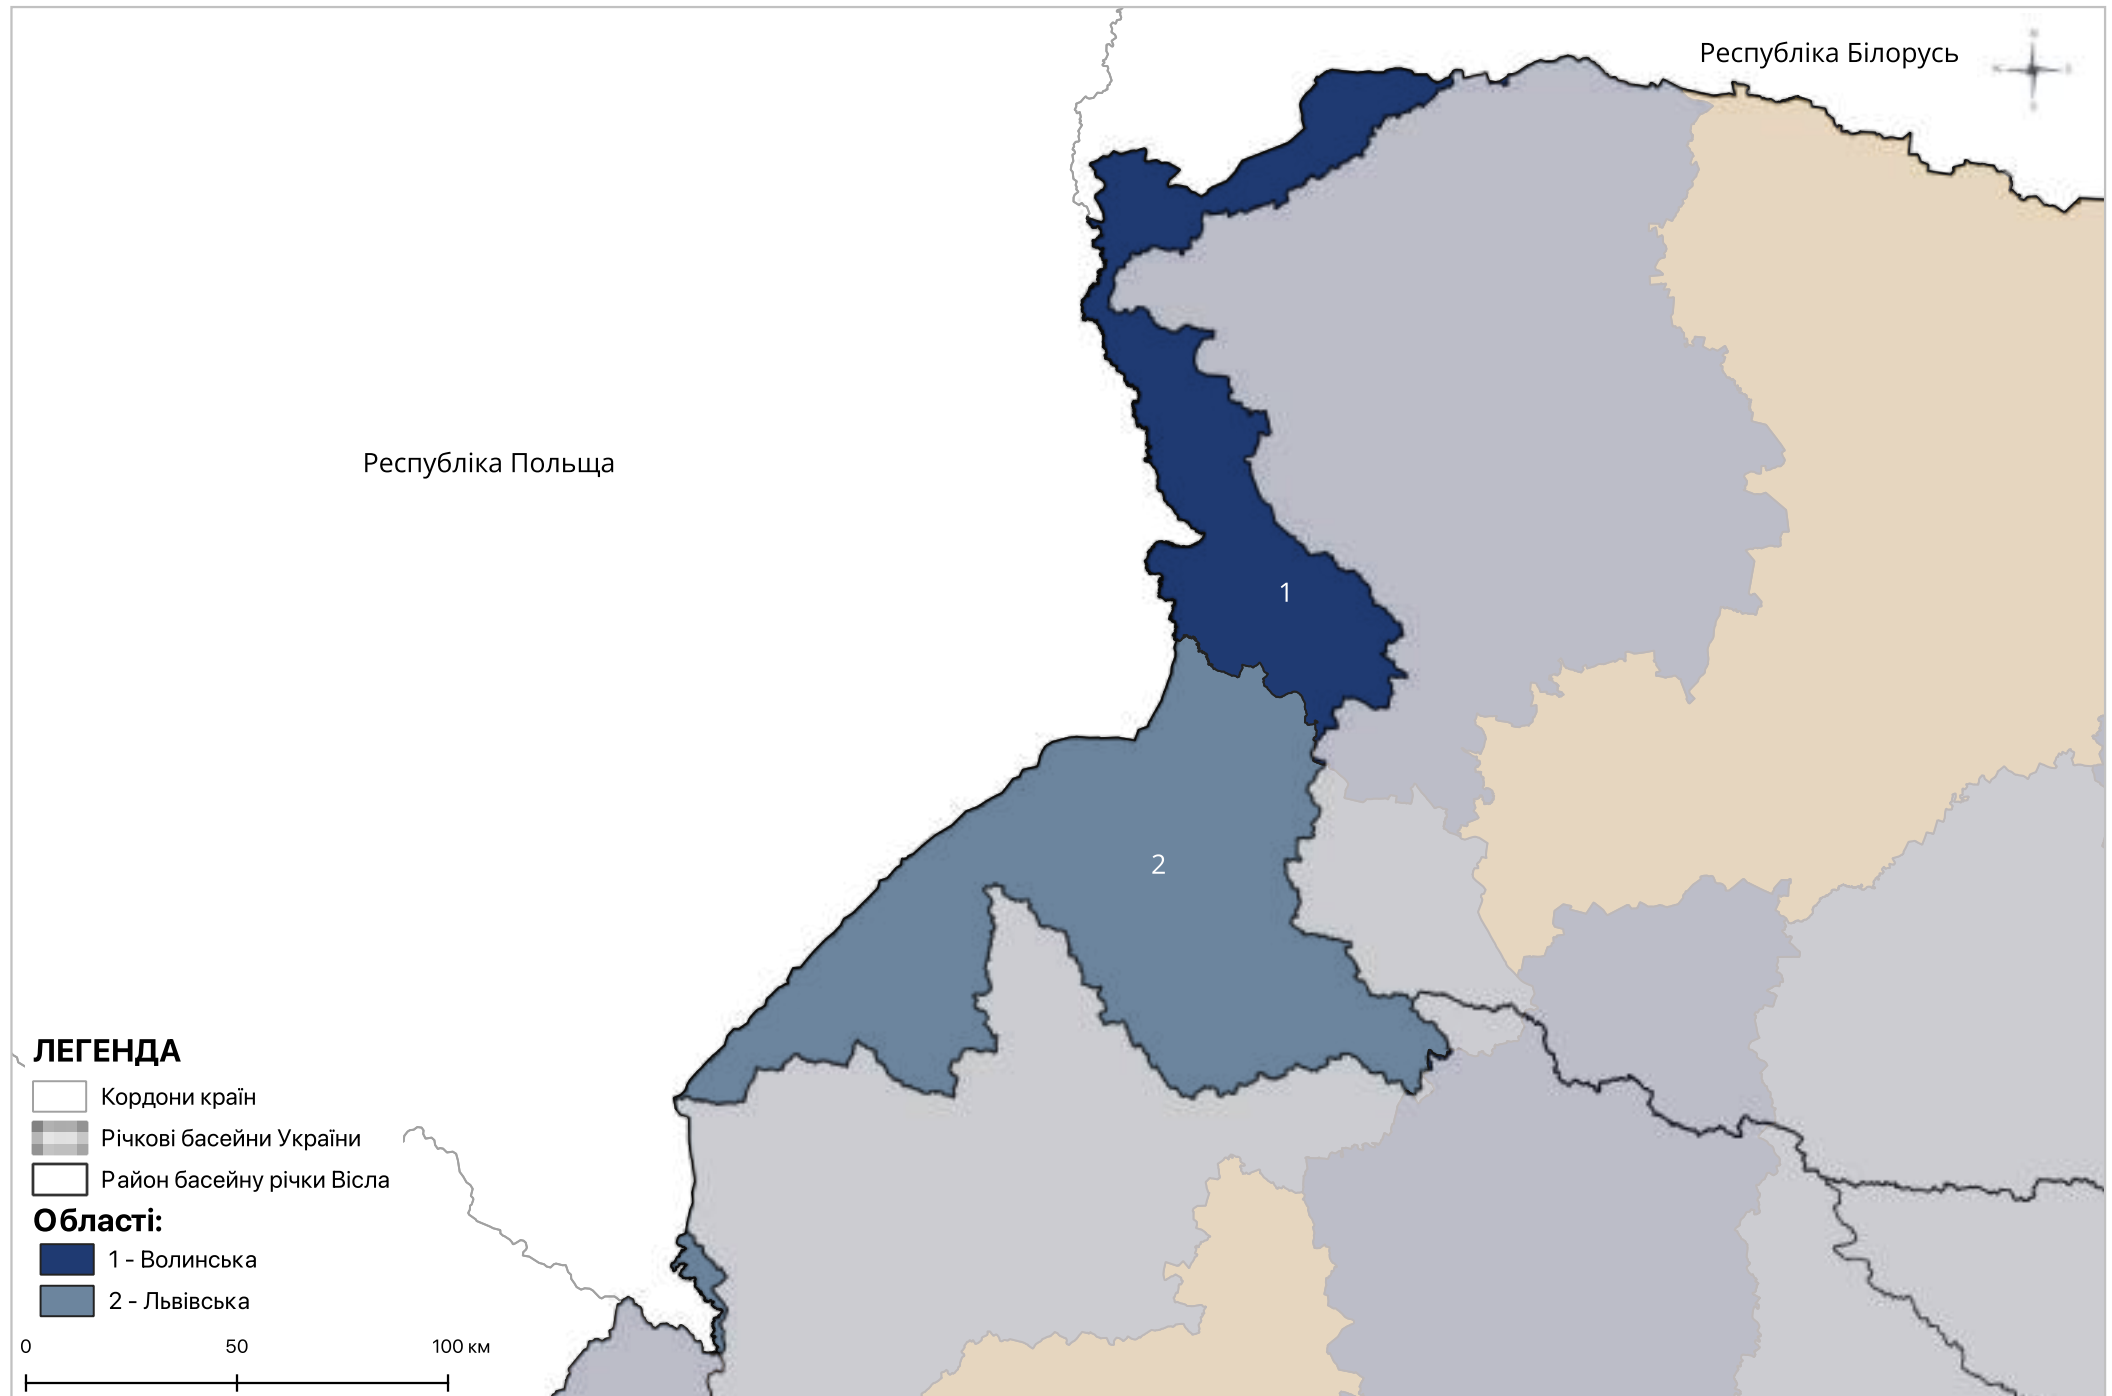 Республіка Білорусь
N
S
Республіка Польща
1
2
ЛЕГЕНДА
Кордони країн
Річкові басейни України
Район басейну річки Вісла
Області:
1 - Волинська
2 - Львівська
0 50 100 км